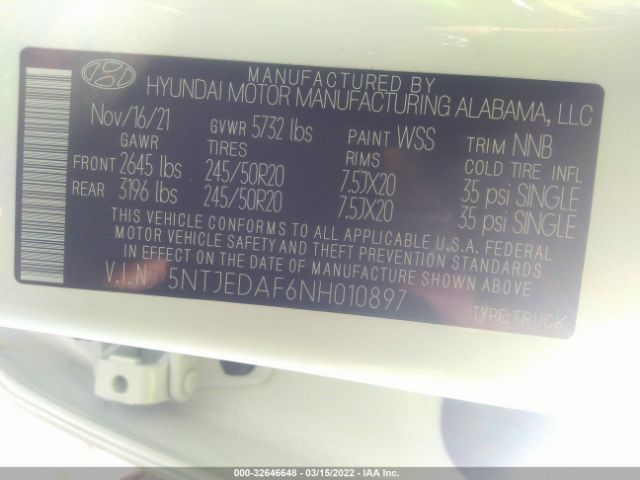 MANUFACTURED BY
HYUNDAI MOTOR MANUFACTURING ALABAMA, LLC
Nov/16/21 GVWR 5732 lbs PAINT WSS TRIM NNB
GAWR TIRES RIMS COLD TIRE INFL
FRONT 2645 lbs 245/50R20 7.5JX20 35 psi SINGLE
REAR 3196 lbs 245/50R20 7.5JX20 35 psi SINGLE
THIS VEHICLE CONFORMS TO ALL APPLICABLE U.S.A. FEDERAL
MOTOR VEHICLE SAFETY AND THEFT PREVENTION STANDARDS
IN EFFECT ON THE DATE OF MANUFACTURE SHOWN ABOVE.
V.I.N 5NTJEDAF6NH010897
TYPE:TRUCK
000-32646648 - 03/15/2022 - IAA Inc.